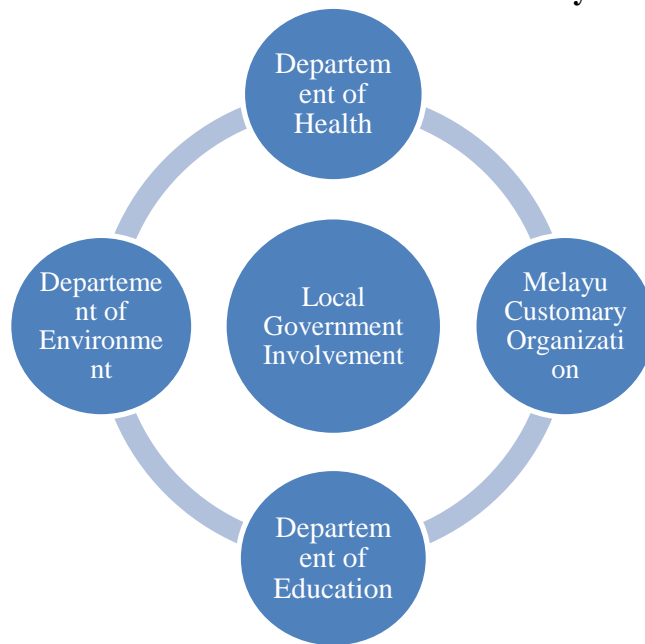 Departem
ent of
Health
Departeme
nt of
Environme
nt
Local
Government
Involvement
Melayu
Customary
Organizati
on
Departem
ent of
Education